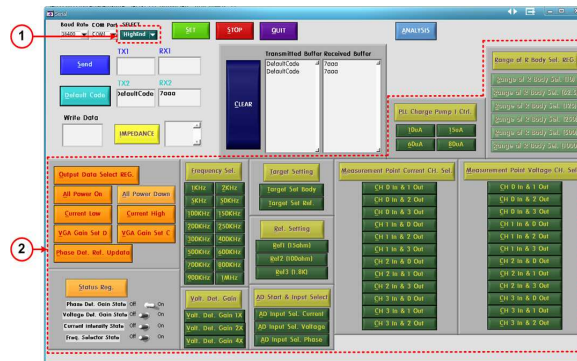 Serial
Baud Rate COM Port SELECT
38400 COM1 Highend
SET STOP QUIT ANALYSIS
1
TX1 RX1
Send
TX2 RX2
Default Code DefaultCode 7aaa
Write Data
IMPEDANCE
CLEAR
Transmitted Buffer Received Buffer
DefaultCode 7aaa
DefaultCode 7aaa
PLL Charge Pump I Ctrl.
10uA 15uA
60uA 80uA
Range of R Body Sel. REG
2
Output Data Select REG.
All Power On All Power Down
Current Low Current High
VGA Gain Set D VGA Gain Set C
Phase Det. Ref. Update
Status Reg.
Phase Det. Gain State Off On
Voltage Det. Gain State Off On
Current Intensity State Off On
Freq. Selector State Off On
Frequency Sel.
1KHz 2KHz
5KHz 50KHz
100KHz 150KHz
200KHz 250KHz
300KHz 400KHz
500KHz 600KHz
700KHz 800KHz
900KHz 1MHz
Volt. Det. Gain
Volt. Det. Gain 1X
Volt. Det. Gain 2X
Volt. Det. Gain 4X
Target Setting
Target Set Body
Target Set Ref.
Ref. Setting
Ref1 (15ohm)
Ref2 (100ohm)
Ref3 (1.8K)
AD Start & Input Select
AD Input Sel. Current
AD Input Sel. Voltage
AD Input Sel. Phase
Measurement Point Current CH. Sel.
CH 0 In & 1 Out
CH 0 In & 2 Out
CH 0 In & 3 Out
CH 1 In & 0 Out
CH 1 In & 2 Out
CH 1 In & 3 Out
CH 2 In & 0 Out
CH 2 In & 1 Out
CH 2 In & 3 Out
CH 3 In & 0 Out
CH 3 In & 1 Out
CH 3 In & 2 Out
Measurement Point Voltage CH. Sel.
CH 0 In & 1 Out
CH 0 In & 2 Out
CH 0 In & 3 Out
CH 1 In & 0 Out
CH 1 In & 2 Out
CH 1 In & 3 Out
CH 2 In & 0 Out
CH 2 In & 1 Out
CH 2 In & 3 Out
CH 3 In & 0 Out
CH 3 In & 1 Out
CH 3 In & 2 Out